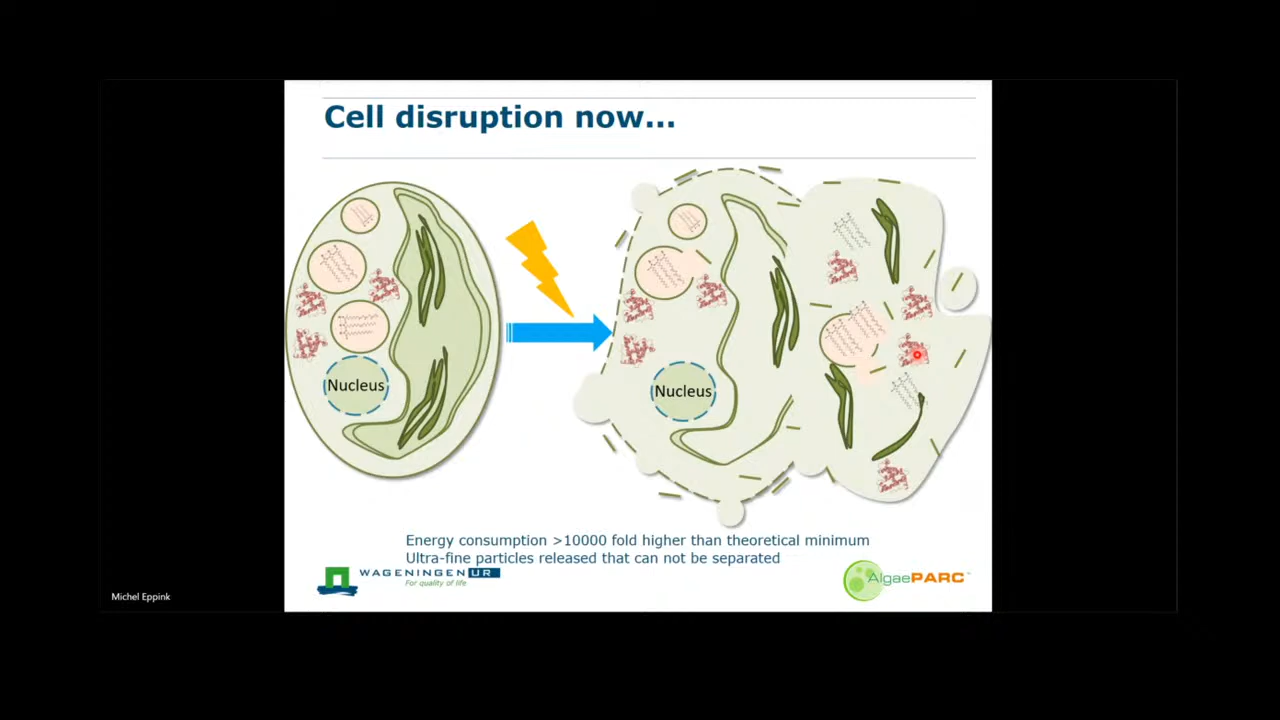 Cell disruption now...
Nucleus
Nucleus
Energy consumption >10000 fold higher than theoretical minimum
Ultra-fine particles released that can not be separated
WAGENINGEN UR
For quality of life
AlgaePARC™
Michel Eppink